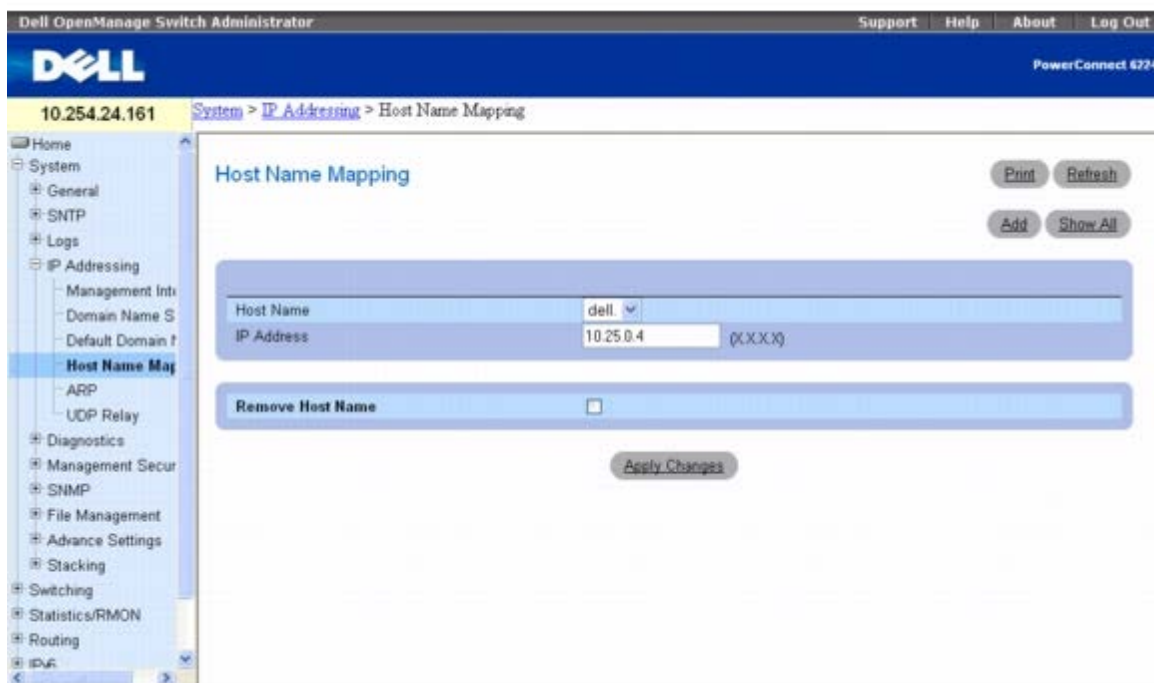 Dell OpenManage Switch Administrator Support Help About Log Out
DELL
PowerConnect 6224
10.254.24.161
System > IP Addressing > Host Name Mapping
Home
System
General
SNTP
Logs
IP Addressing
Management Inte
Domain Name S
Default Domain N
Host Name Map
ARP
UDP Relay
Diagnostics
Management Secur
SNMP
File Management
Advance Settings
Stacking
Switching
Statistics/RMON
Routing
IPv6
Host Name Mapping
Print Refresh
Add Show All
Host Name dell.
IP Address 10.25.0.4 (X.X.X.X)
Remove Host Name
Apply Changes